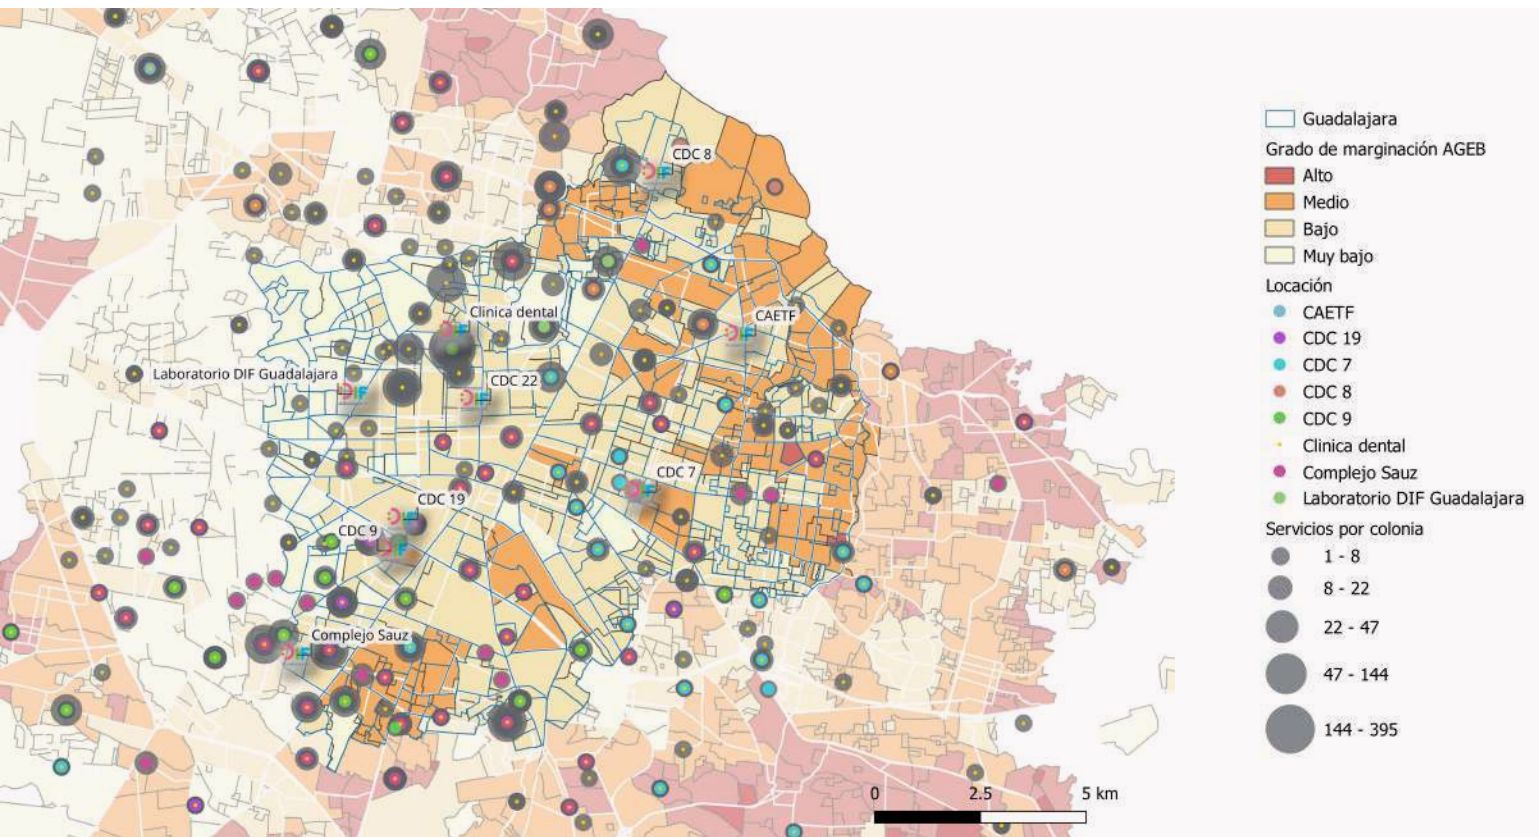 CDC 8
Clinica dental
CAETF
Laboratorio DIF Guadalajara
CDC 22
CDC 7
CDC 19
CDC 9
Complejo Sauz
Guadalajara
Grado de marginación AGEB
Alto
Medio
Bajo
Muy bajo
Locación
CAETF
CDC 19
CDC 7
CDC 8
CDC 9
Clinica dental
Complejo Sauz
Laboratorio DIF Guadalajara
Servicios por colonia
1 - 8
8 - 22
22 - 47
47 - 144
144 - 395
0 2.5 5 km